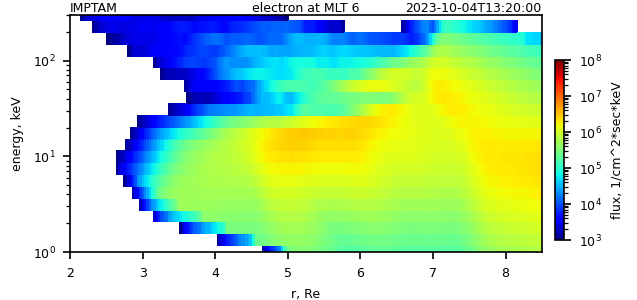 IMPTAM electron at MLT 6 2023-10-04T13:20:00
energy, keV
10^2
10^1
10^0
2 3 4 5 6 7 8
r, Re
10^8
10^7
10^6
10^5
10^4
10^3
flux, 1/cm^2*sec*keV